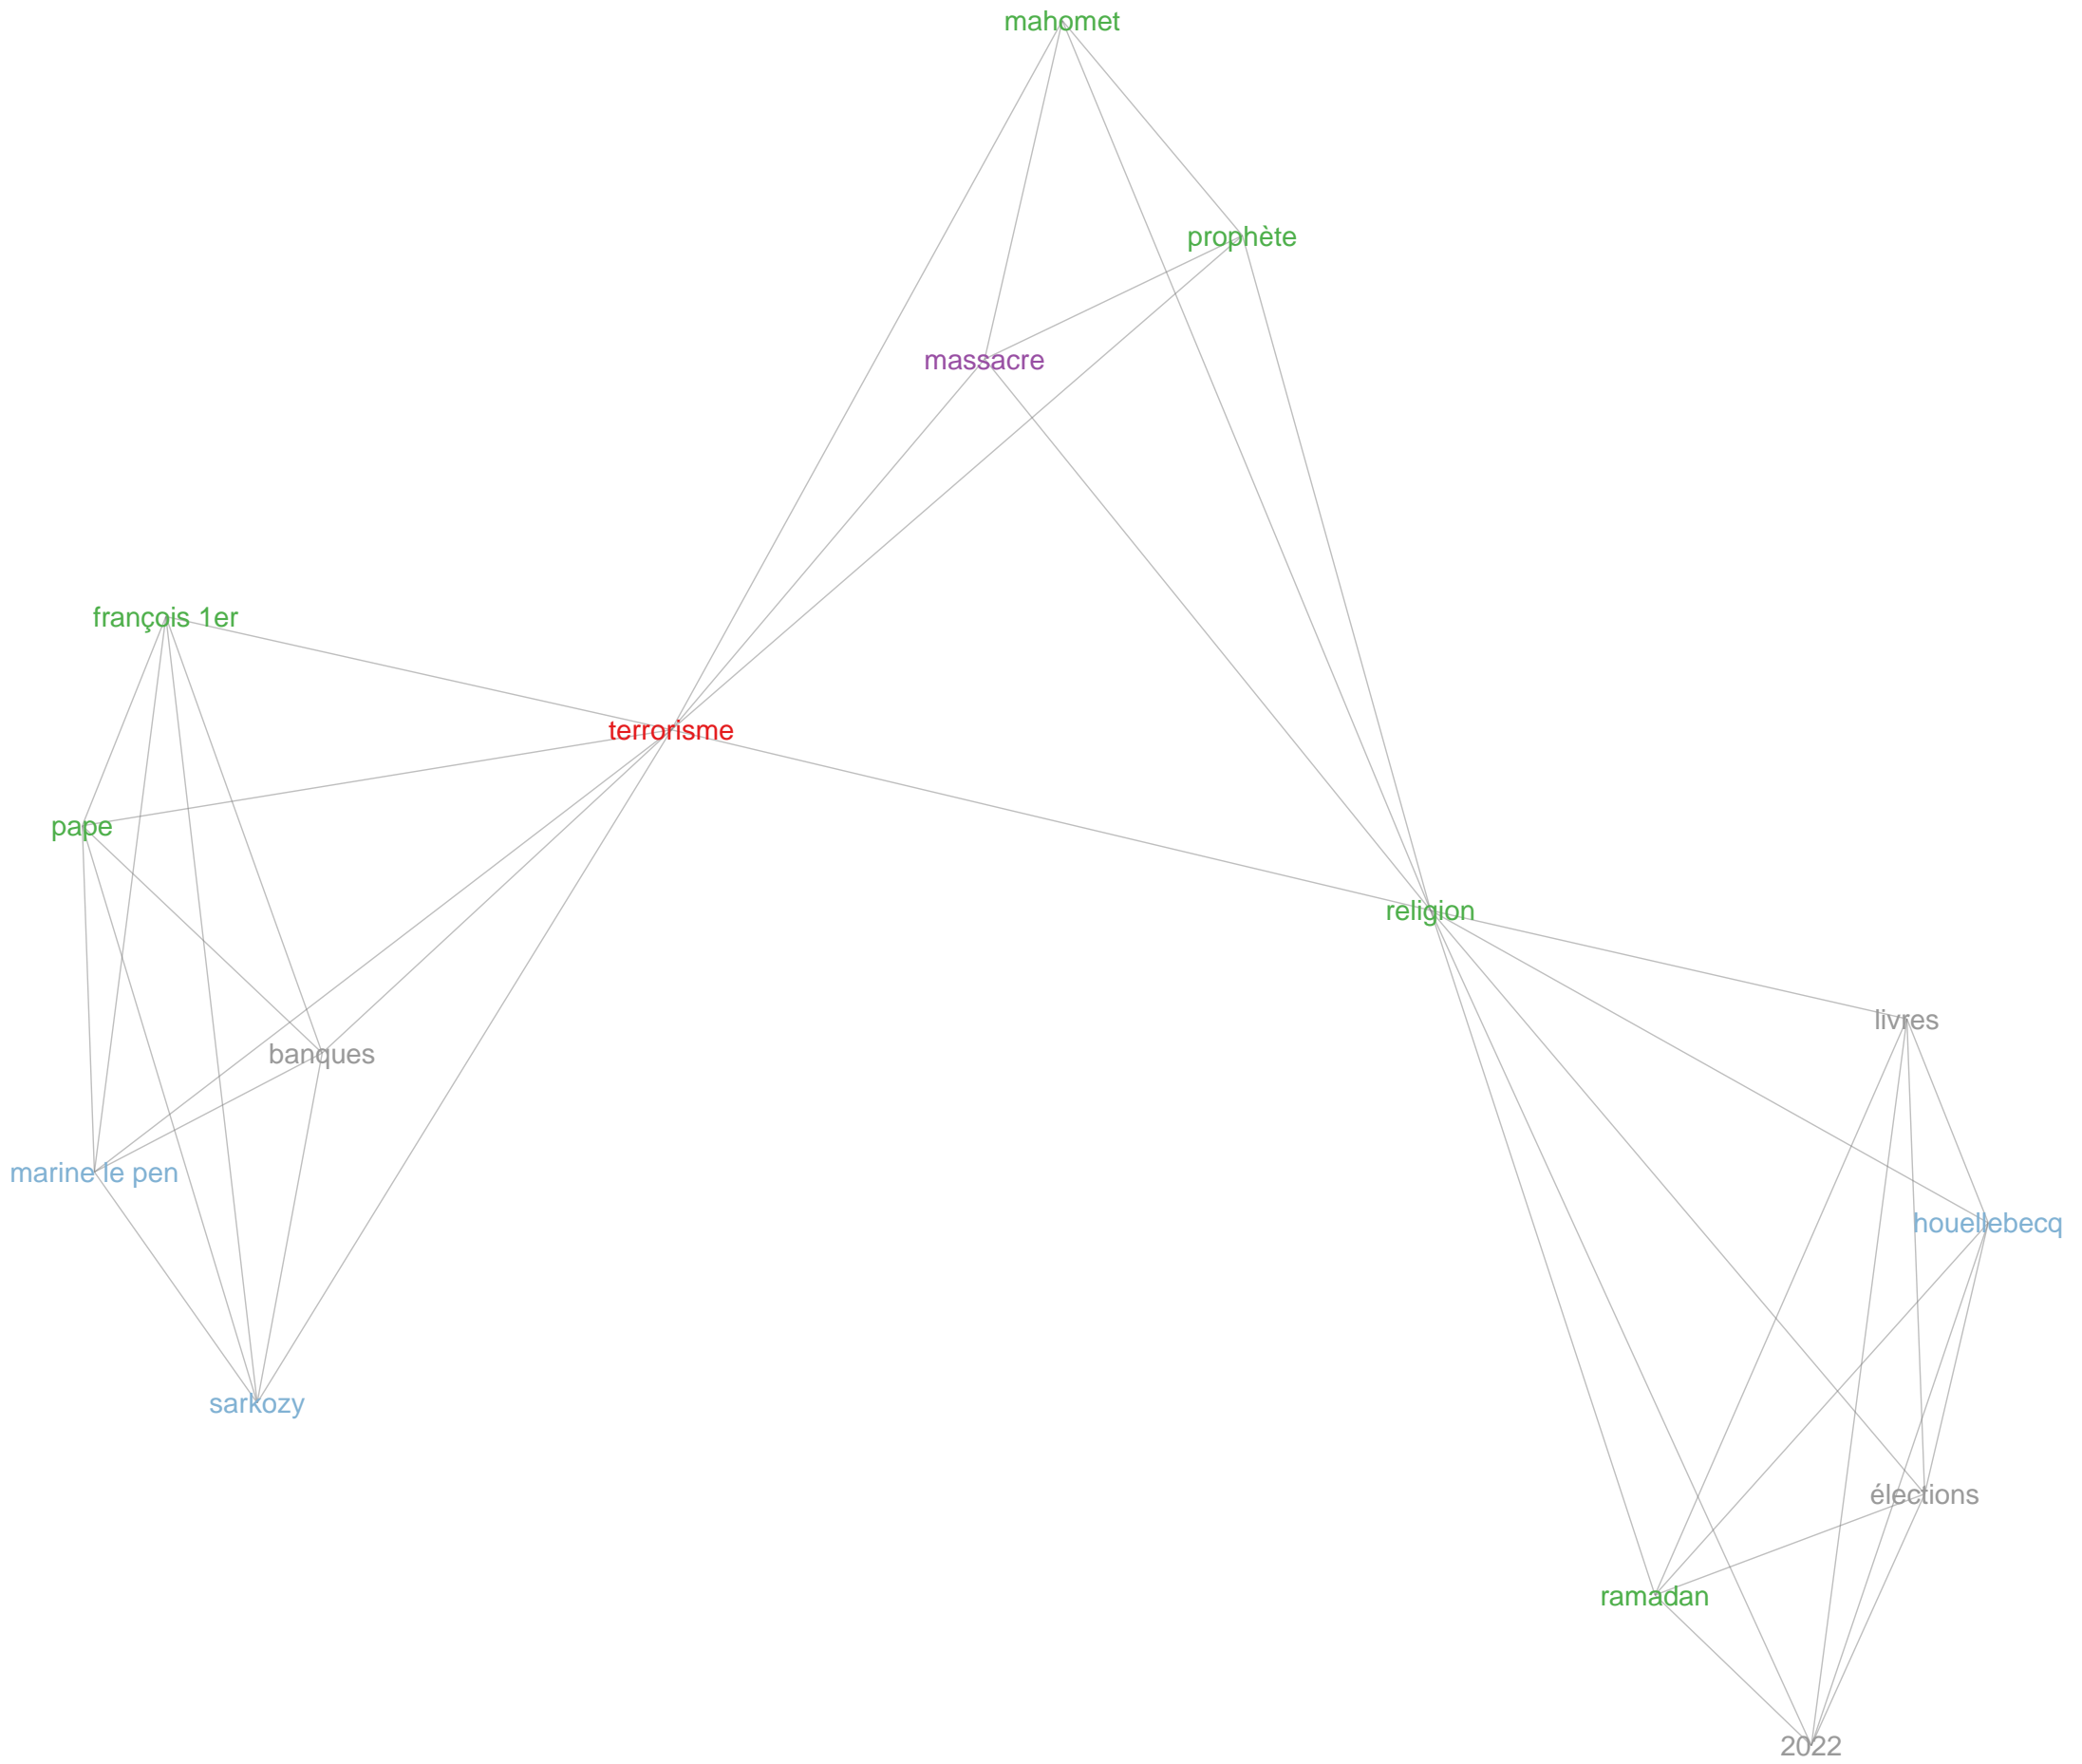 mahomet
prophète
massacre
françois 1er
terrorisme
pape
religion
livres
banques
marine le pen
houellebecq
sarkozy
élections
ramadan
2022